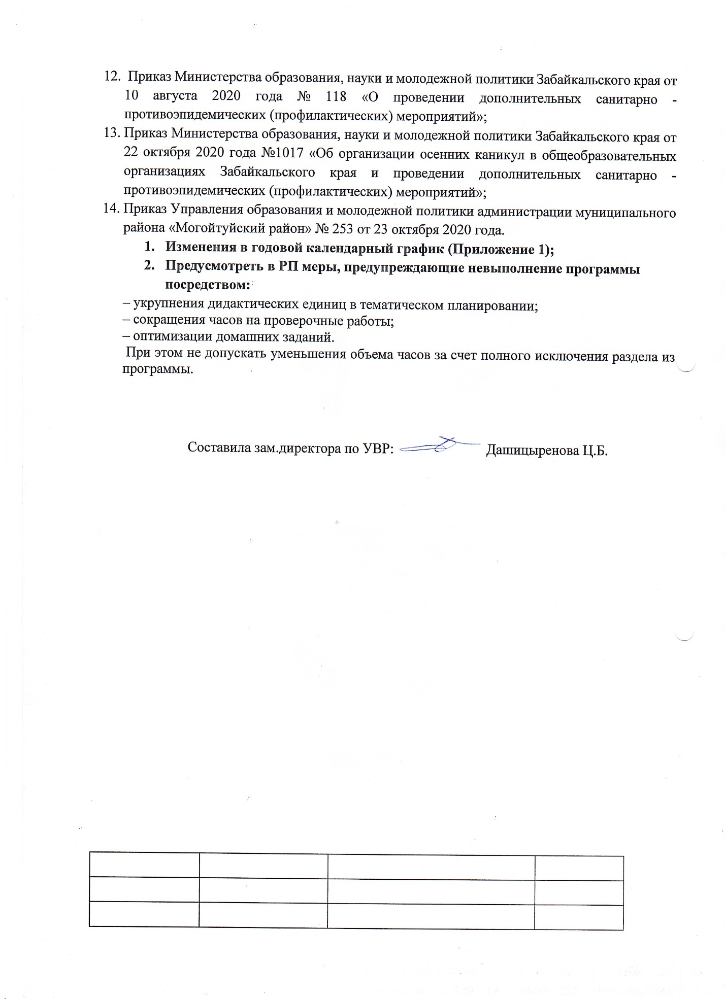 12. Приказ Министерства образования, науки и молодежной политики Забайкальского края от
10 августа 2020 года № 118 «О проведении дополнительных санитарно -
противоэпидемических (профилактических) мероприятий»;
13. Приказ Министерства образования, науки и молодежной политики Забайкальского края от
22 октября 2020 года №1017 «Об организации осенних каникул в общеобразовательных
организациях Забайкальского края и проведении дополнительных санитарно -
противоэпидемических (профилактических) мероприятий»;
14. Приказ Управления образования и молодежной политики администрации муниципального
района «Могойтуйский район» № 253 от 23 октября 2020 года.
1. Изменения в годовой календарный график (Приложение 1);
2. Предусмотреть в РП меры, предупреждающие невыполнение программы
посредством:
– укрупнения дидактических единиц в тематическом планировании;
– сокращения часов на проверочные работы;
– оптимизации домашних заданий.
При этом не допускать уменьшения объема часов за счет полного исключения раздела из
программы.
Составила зам.директора по УВР: Дашицыренова Ц.Б.